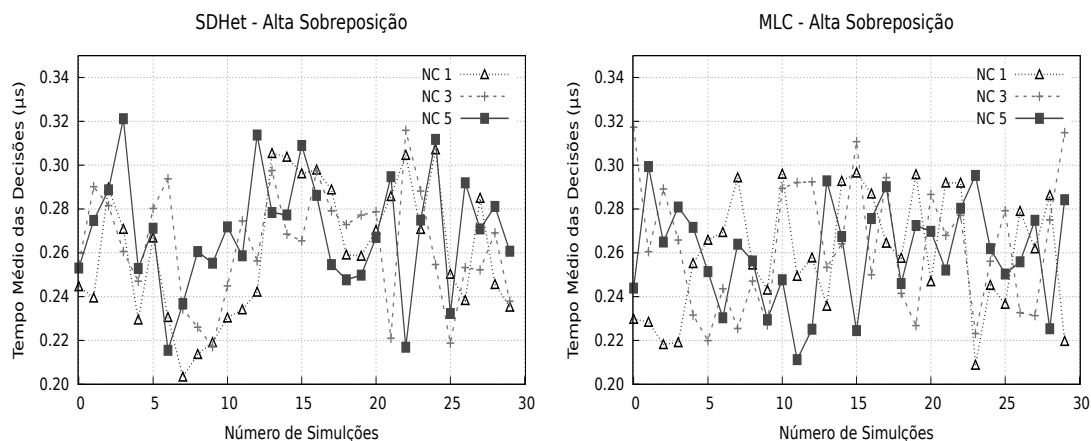 SDHet - Alta Sobreposição
Tempo Médio das Decisões (µs)
0.34
0.32
0.30
0.28
0.26
0.24
0.22
0.20
NC 1
NC 3
NC 5
0
5
10
15
20
25
30
Número de Simulções
MLC - Alta Sobreposição
Tempo Médio das Decisões (µs)
0.34
0.32
0.30
0.28
0.26
0.24
0.22
0.20
NC 1
NC 3
NC 5
0
5
10
15
20
25
30
Número de Simulções